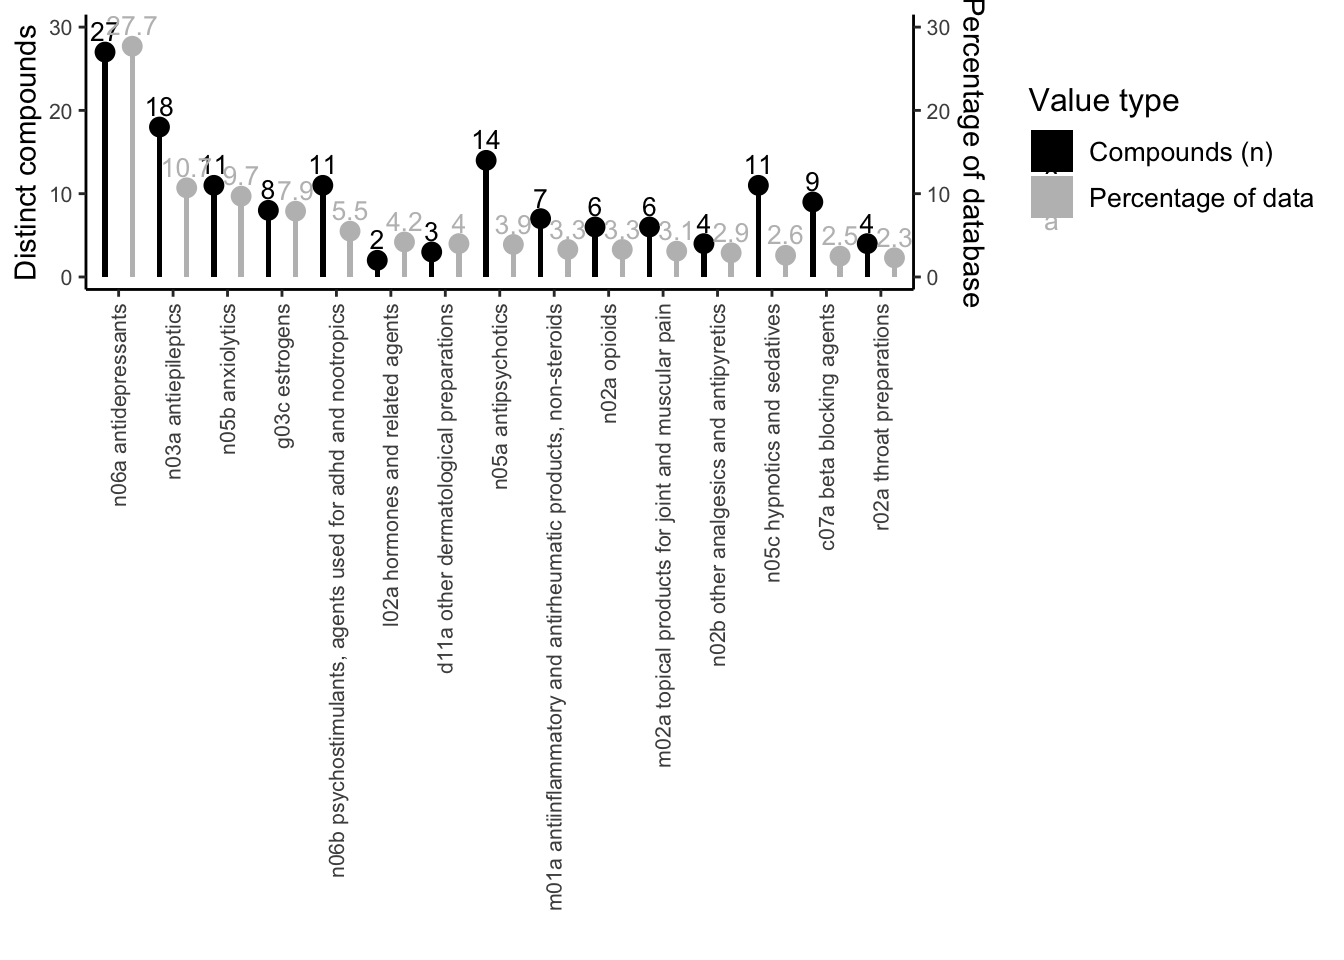 Distinct compounds
30
20
10
0
27
27.7
18
10.7
11
9.7
8
7.9
11
5.5
2
4.2
3
4
14
3.9
7
3.3
6
3.3
6
3.1
4
2.9
11
2.6
9
2.5
4
2.3
30
20
10
0
Percentage of database
n06a antidepressants
n03a antiepileptics
n05b anxiolytics
g03c estrogens
n06b psychostimulants, agents used for adhd and nootropics
l02a hormones and related agents
d11a other dermatological preparations
n05a antipsychotics
m01a antiinflammatory and antirheumatic products, non-steroids
n02a opioids
m02a topical products for joint and muscular pain
n02b other analgesics and antipyretics
n05c hypnotics and sedatives
c07a beta blocking agents
r02a throat preparations
Value type
Compounds (n)
Percentage of data
a